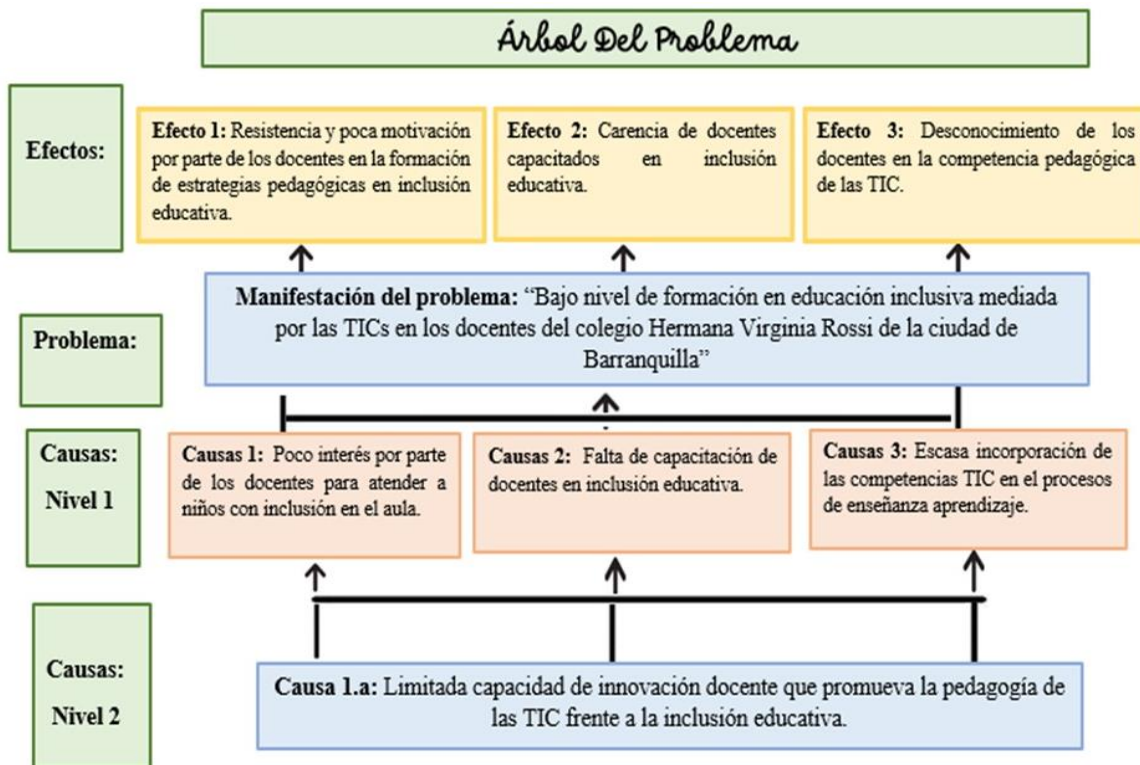 Árbol Del Problema
Efectos:
Efecto 1: Resistencia y poca motivación
por parte de los docentes en la formación
de estrategias pedagógicas en inclusión
educativa.
Efecto 2: Carencia de docentes
capacitados en inclusión
educativa.
Efecto 3: Desconocimiento de los
docentes en la competencia pedagógica
de las TIC.
Problema:
Manifestación del problema: “Bajo nivel de formación en educación inclusiva mediada
por las TICs en los docentes del colegio Hermana Virginia Rossi de la ciudad de
Barranquilla”
Causas:
Nivel 1
Causas 1: Poco interés por parte
de los docentes para atender a
niños con inclusión en el aula.
Causas 2: Falta de capacitación de
docentes en inclusión educativa.
Causas 3: Escasa incorporación de
las competencias TIC en el procesos
de enseñanza aprendizaje.
Causas:
Nivel 2
Causa 1.a: Limitada capacidad de innovación docente que promueva la pedagogía de
las TIC frente a la inclusión educativa.